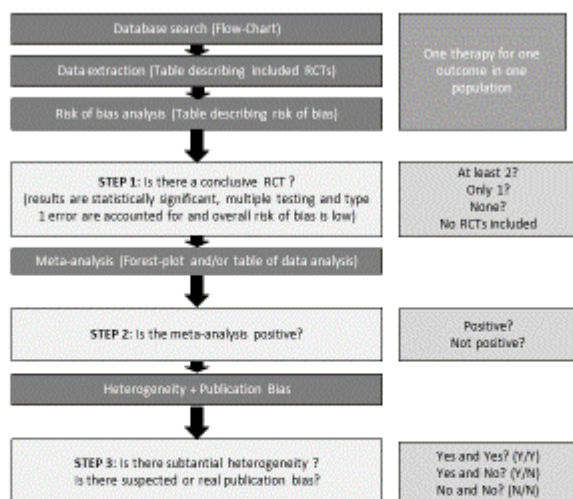 Database search (Flow-Chart)
One therapy for one
outcome in one
population
Data extraction (Table describing included RCTs)
Risk of bias analysis (Table describing risk of bias)
STEP 1: Is there a conclusive RCT ?
(results are statistically significant, multiple testing and type
1 error are accounted for and overall risk of bias is low)
At least 2?
Only 1?
None?
No RCTs included
Meta-analysis (Forest-plot and/or table of data analysis)
STEP 2: Is the meta-analysis positive?
Positive?
Not positive?
Heterogeneity + Publication Bias
STEP 3: Is there subtantial heterogeneity ?
Is there suspected or real publication bias?
Yes and Yes? (Y/Y)
Yes and No? (Y/N)
No and No? (N/N)